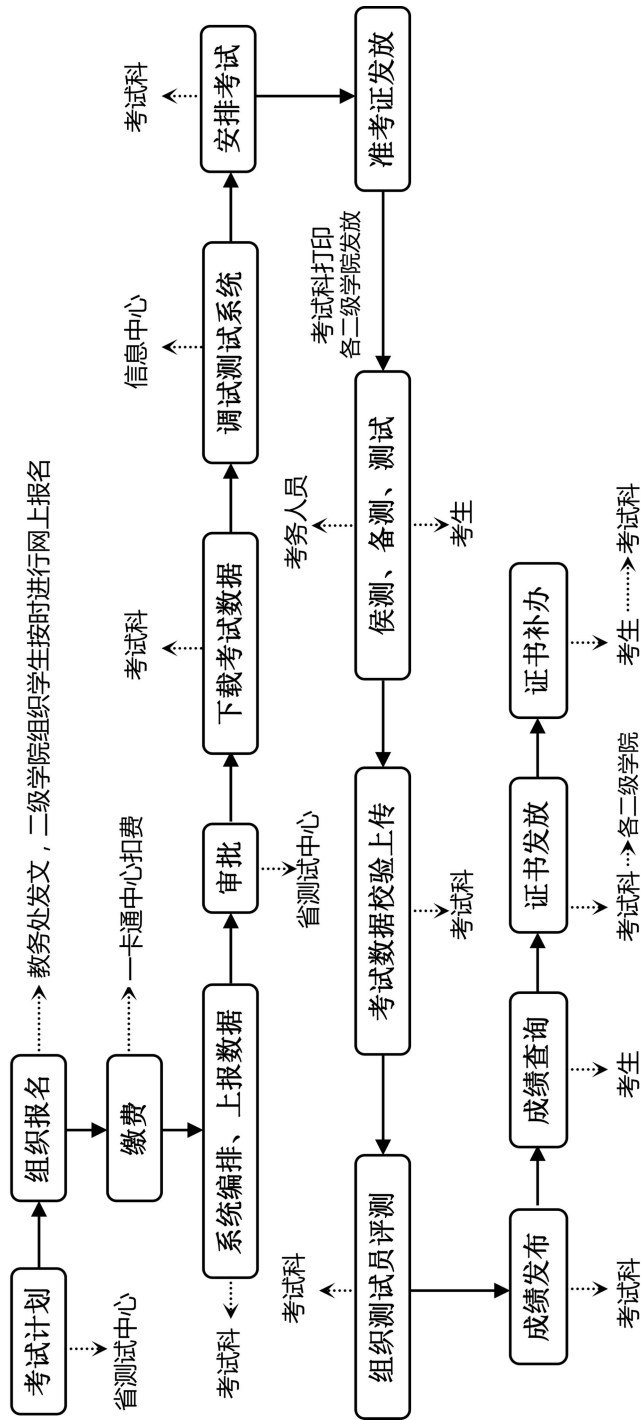 考试计划
省测试中心
组织报名
教务处发文，二级学院组织学生按时进行网上报名
缴费
一卡通中心扣费
系统编排、上报数据
考试科
审批
省测试中心
下载考试数据
考试科
调试测试系统
信息中心
安排考试
考试科
准考证发放
考试科打印
各二级学院发放
侯测、备测、测试
考务人员
考生
考试数据校验上传
考试科
组织测试员评测
考试科
成绩发布
考试科
成绩查询
考生
证书发放
考试科
各二级学院
证书补办
考生
考试科